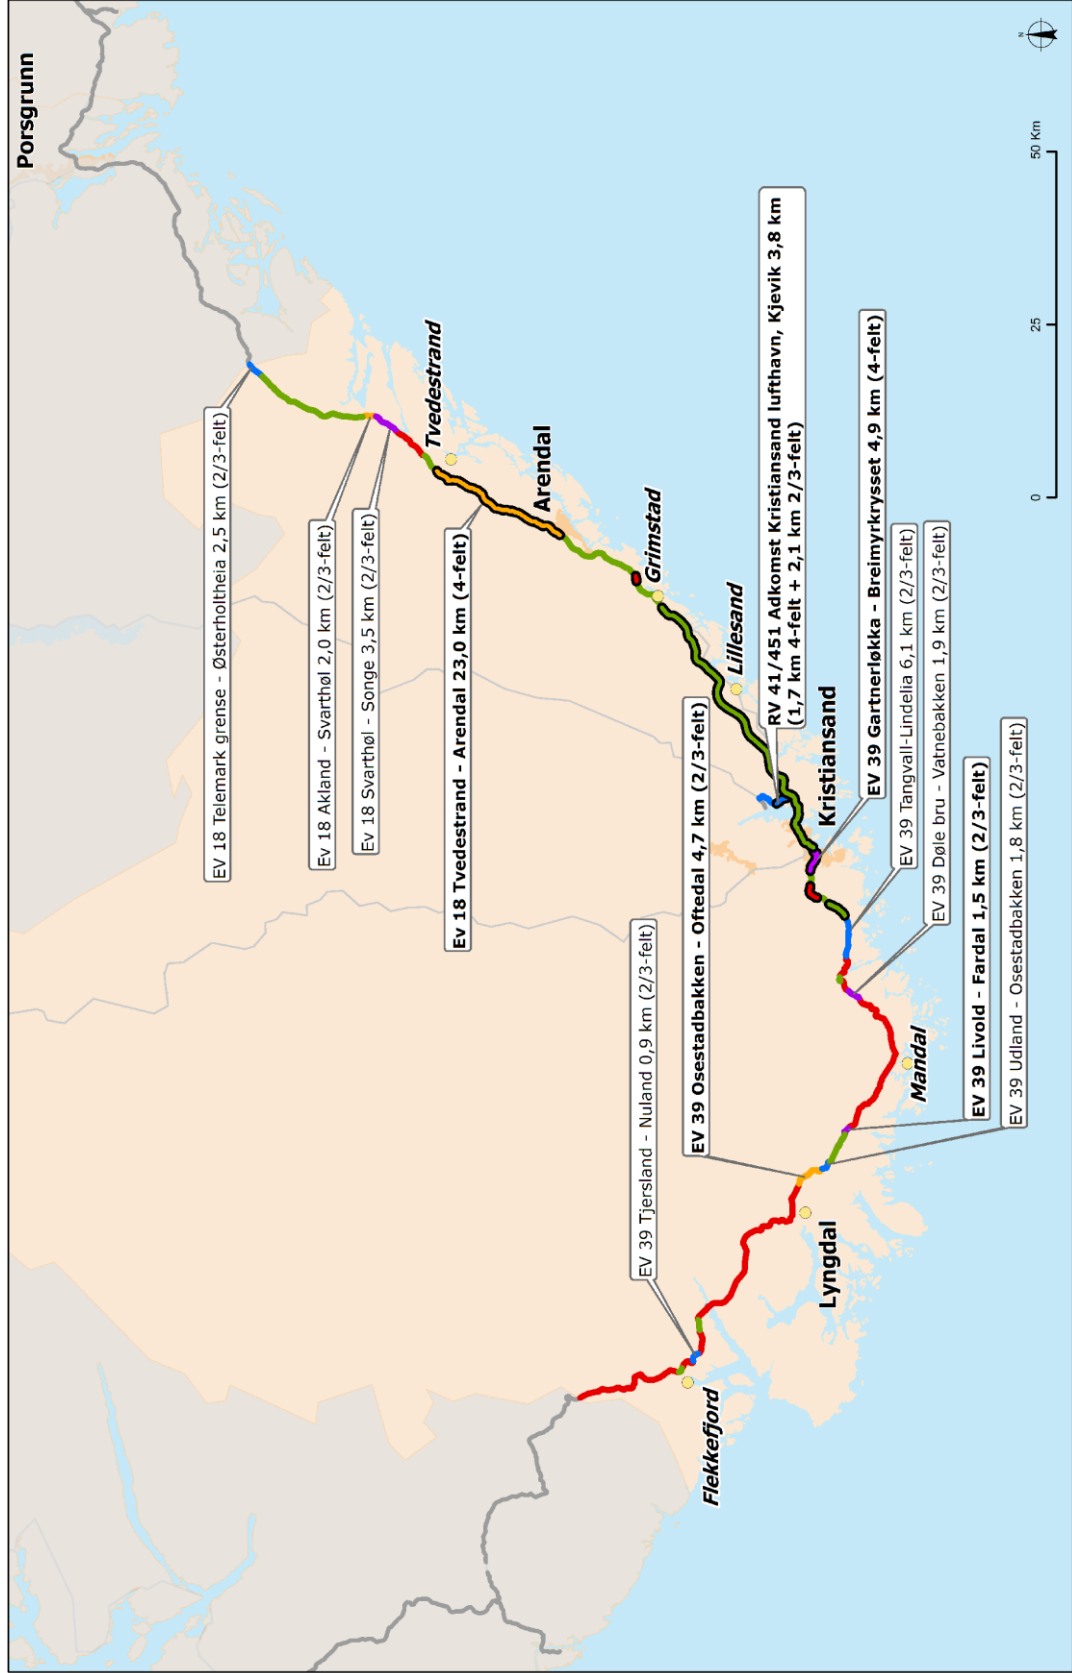 Porsgrunn
EV 18 Telemark grense - Østerholtheia 2,5 km (2/3-felt)
EV 18 Akland - Svarthøl 2,0 km (2/3-felt)
EV 18 Svarthøl - Songe 3,5 km (2/3-felt)
Tvedestrand
Ev 18 Tvedestrand - Arendal 23,0 km (4-felt)
Arendal
Grimstad
EV 39 Tjersland - Nuland 0,9 km (2/3-felt)
EV 39 Osestadbakken - Oftedal 4,7 km (2/3-felt)
Lillesand
RV 41/451 Adkomst Kristiansand lufthavn, Kjevik 3,8 km
(1,7 km 4-felt + 2,1 km 2/3-felt)
Flekkefjord
Lyngdal
Kristiansand
EV 39 Gartnerløkka - Breimyrkrysset 4,9 km (4-felt)
EV 39 Tangvall-Lindelia 6,1 km (2/3-felt)
Mandal
EV 39 Døle bru - Vatnebakken 1,9 km (2/3-felt)
EV 39 Livold - Fardal 1,5 km (2/3-felt)
EV 39 Udland - Osestadbakken 1,8 km (2/3-felt)
0 25 50 Km
N